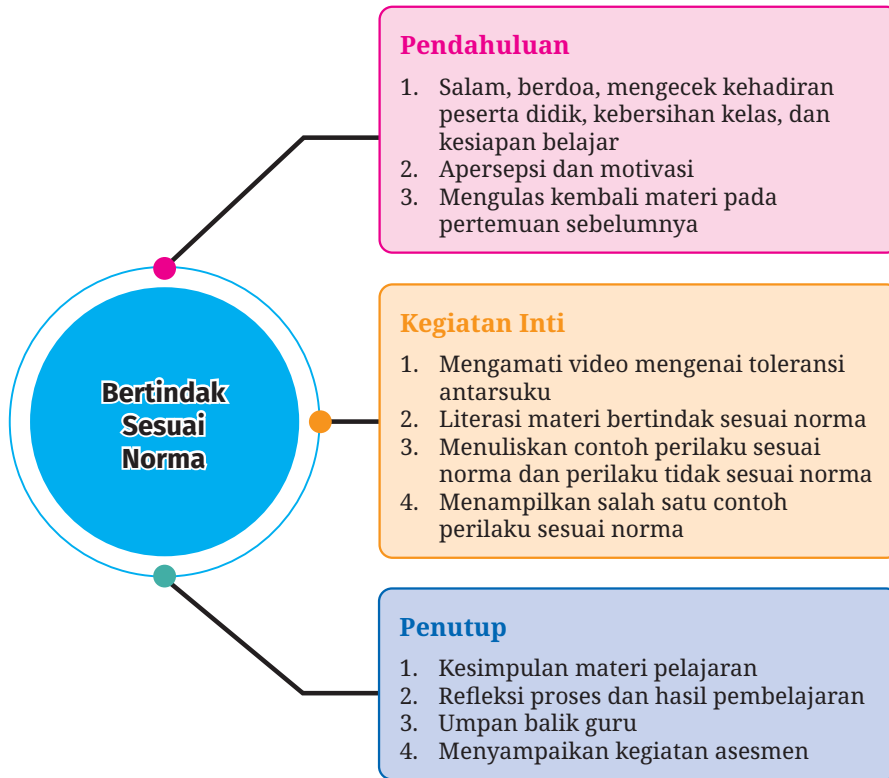 Pendahuluan
1. Salam, berdoa, mengecek kehadiran
peserta didik, kebersihan kelas, dan
kesiapan belajar
2. Apersepsi dan motivasi
3. Mengulas kembali materi pada
pertemuan sebelumnya
Bertindak
Sesuai
Norma
Kegiatan Inti
1. Mengamati video mengenai toleransi
antarsuku
2. Literasi materi bertindak sesuai norma
3. Menuliskan contoh perilaku sesuai
norma dan perilaku tidak sesuai norma
4. Menampilkan salah satu contoh
perilaku sesuai norma
Penutup
1. Kesimpulan materi pelajaran
2. Refleksi proses dan hasil pembelajaran
3. Umpan balik guru
4. Menyampaikan kegiatan asesmen